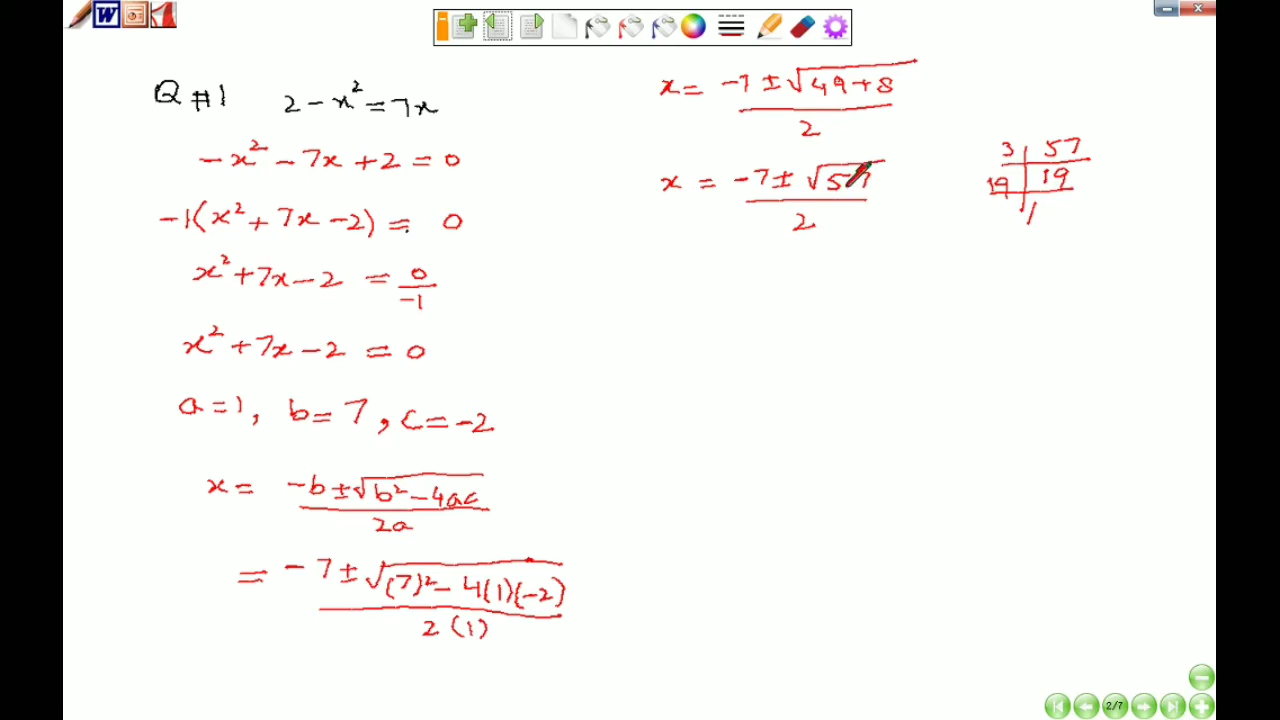 Q #1 2 - x² = 7x
-x² - 7x + 2 = 0
-1(x² + 7x - 2) = 0
x² + 7x - 2 = 0/-1
x² + 7x - 2 = 0
a = 1, b = 7, c = -2
x = (-b ± √(b² - 4ac))/2a
= (-7 ± √((7)² - 4(1)(-2)))/2(1)
x = (-7 ± √(49+8))/2
x = (-7 ± √57)/2
3 | 57
19 | 19
1
2/7